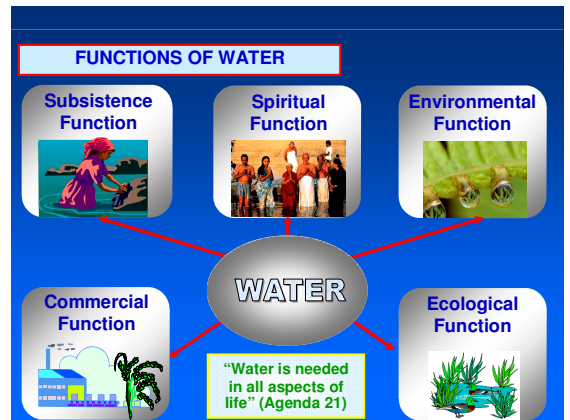 FUNCTIONS OF WATER
Subsistence
Function
Spiritual
Function
Environmental
Function
WATER
Commercial
Function
“Water is needed
in all aspects of
life” (Agenda 21)
Ecological
Function